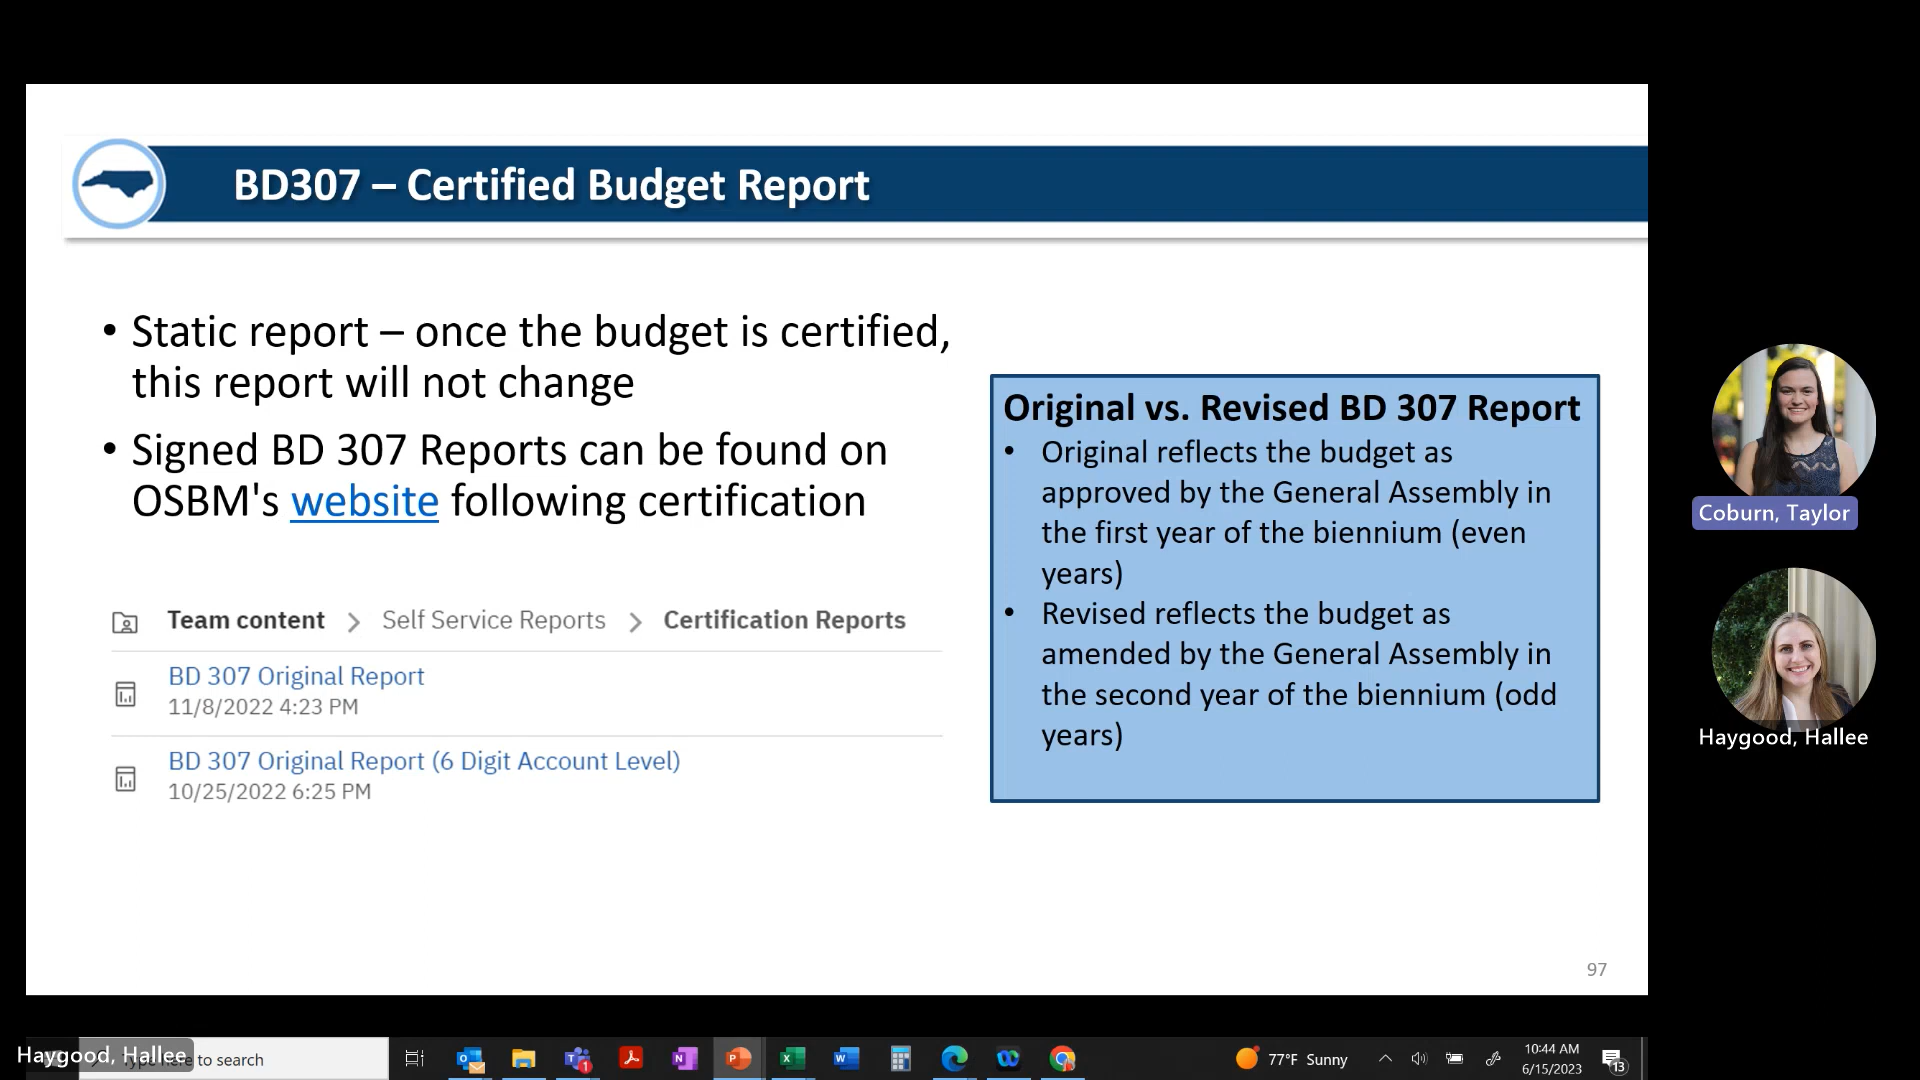 BD307 – Certified Budget Report
• Static report – once the budget is certified,
this report will not change
• Signed BD 307 Reports can be found on
OSBM's website following certification
Team content > Self Service Reports > Certification Reports
BD 307 Original Report
11/8/2022 4:23 PM
BD 307 Original Report (6 Digit Account Level)
10/25/2022 6:25 PM
Original vs. Revised BD 307 Report
• Original reflects the budget as
approved by the General Assembly in
the first year of the biennium (even
years)
• Revised reflects the budget as
amended by the General Assembly in
the second year of the biennium (odd
years)
97
Coburn, Taylor
Haygood, Hallee
Haygood, Hallee
to search
1
77°F Sunny
10:44 AM
6/15/2023
13